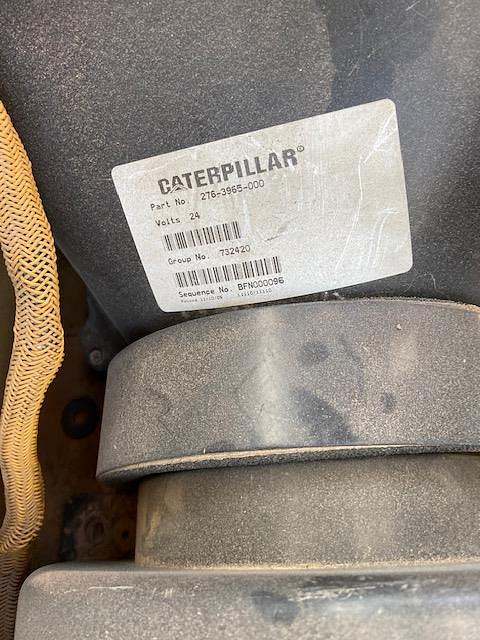 CATERPILLAR®
Part No 276-3965-000
Volts 24
Group No. 732420
Sequence No. BFN000096